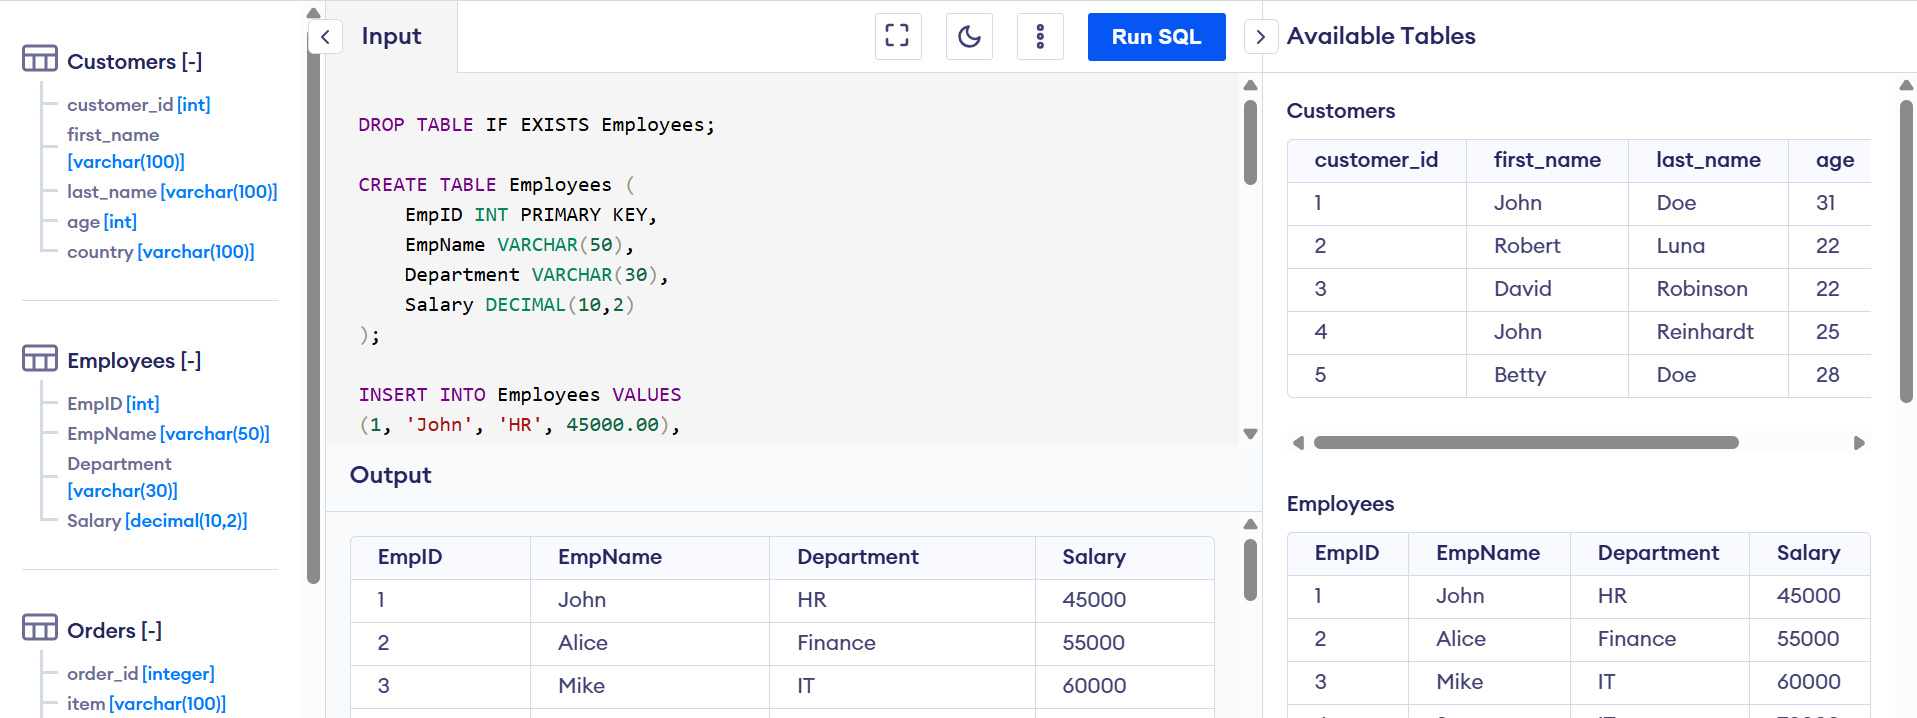 Customers [-]
customer_id [int]
first_name
[varchar(100)]
last_name [varchar(100)]
age [int]
country [varchar(100)]
Employees [-]
EmpID [int]
EmpName [varchar(50)]
Department
[varchar(30)]
Salary [decimal(10,2)]
Orders [-]
order_id [integer]
item [varchar(100)]
Input
Run SQL
DROP TABLE IF EXISTS Employees;
CREATE TABLE Employees (
EmpID INT PRIMARY KEY,
EmpName VARCHAR(50),
Department VARCHAR(30),
Salary DECIMAL(10,2)
);
INSERT INTO Employees VALUES
(1, 'John', 'HR', 45000.00),
Output
EmpID EmpName Department Salary
1 John HR 45000
2 Alice Finance 55000
3 Mike IT 60000
Available Tables
Customers
customer_id first_name last_name age
1 John Doe 31
2 Robert Luna 22
3 David Robinson 22
4 John Reinhardt 25
5 Betty Doe 28
Employees
EmpID EmpName Department Salary
1 John HR 45000
2 Alice Finance 55000
3 Mike IT 60000